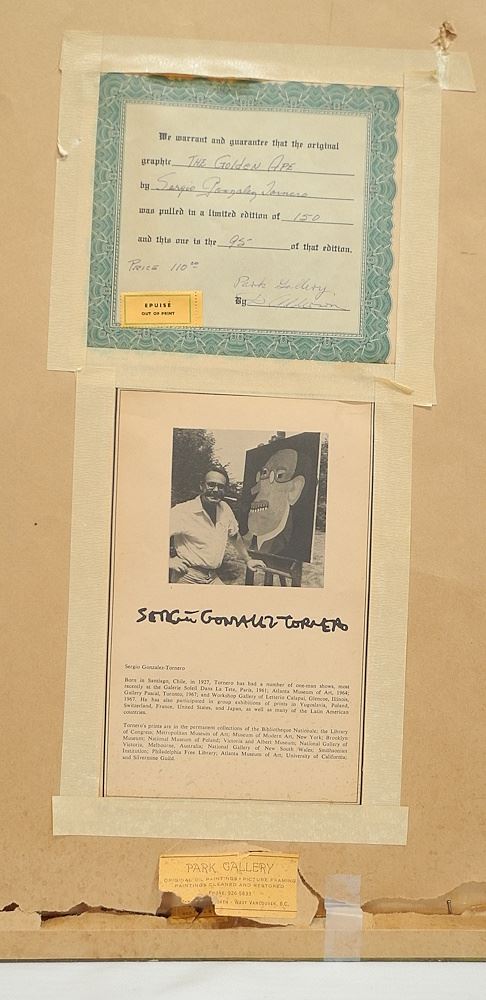 We warrant and guarantee that the original
graphic THE GOLDEN APE
by Sergio Gonzalez Tornero
was pulled in a limited edition of 150
and this one is the 95 of that edition.
PRICE 110.00
Park Gallery
By
EPUISÉ
OUT OF PRINT
SERGIO GONZALEZ-TORNERO
Sergio Gonzalez-Tornero
Born in Santiago, Chile, in 1927, Tornero has had a number of one-man shows, most
recently at the Galerie Soleil Dans La Tete, Paris, 1961; Atlanta Museum of Art, 1964;
Gallery Pascal, Toronto, 1967; and Workshop Gallery of Letterio Calapai, Glencoe, Illinois,
1967. He has also participated in group exhibitions of prints in Yugoslavia, Poland,
Switzerland, France, United States, and Japan, as well as many of the Latin American
countries.
Tornero's prints are in the permanent collections of the Bibliotheque Nationale; the Library
of Congress; Metropolitan Museum of Art; Museum of Modern Art, New York; Brooklyn
Museum; National Museum of Poland; Victoria and Albert Museum; National Gallery of
Victoria, Melbourne, Australia; National Gallery of New South Wales; Smithsonian
Institution; Philadelphia Free Library; Atlanta Museum of Art; University of California;
and Silvermine Guild.
PARK GALLERY
ORIGINAL OIL PAINTINGS • PICTURE FRAMING
PAINTINGS CLEANED AND RESTORED
PHONE
WEST VANCOUVER, B.C.